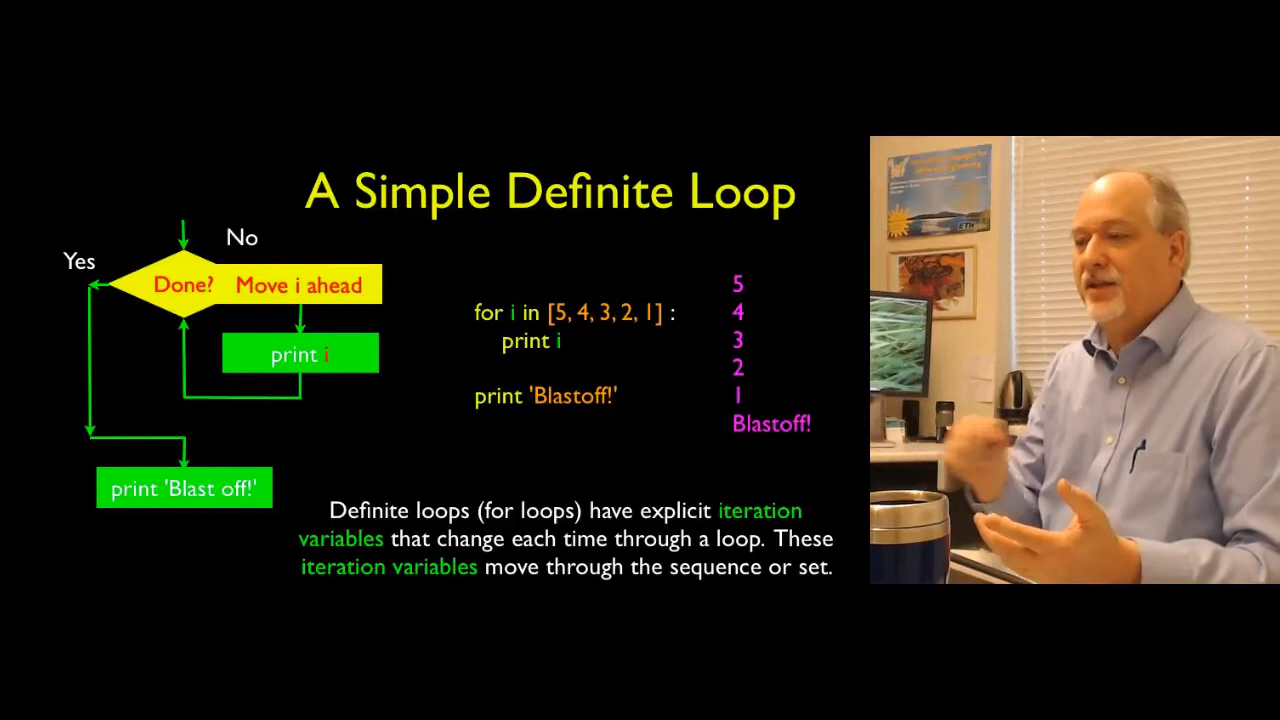 A Simple Definite Loop
No
Yes
Done?
Move i ahead
print i
print 'Blast off!'
for i in [5, 4, 3, 2, 1] :
print i
print 'Blastoff!'
5
4
3
2
1
Blastoff!
Definite loops (for loops) have explicit iteration
variables that change each time through a loop. These
iteration variables move through the sequence or set.
ETH